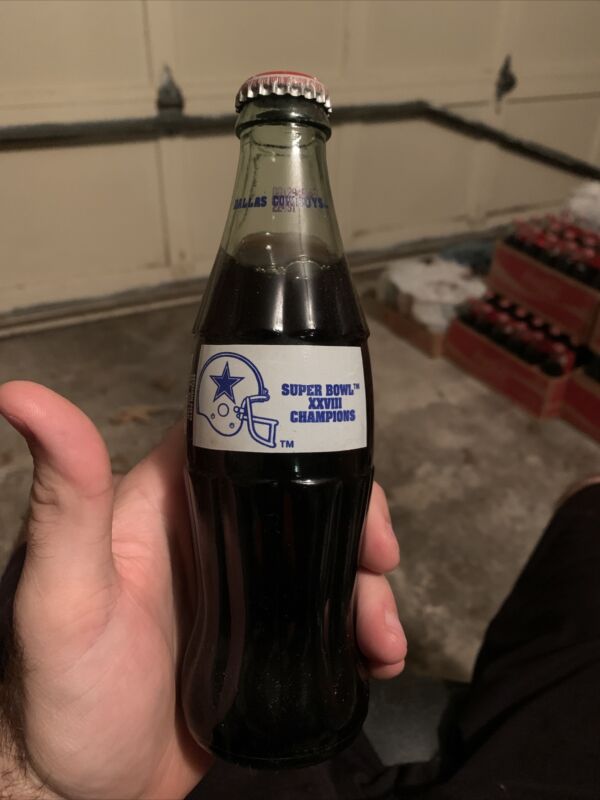 DALLAS COWBOYS
SUPER BOWL™
XXVIII
CHAMPIONS
TM